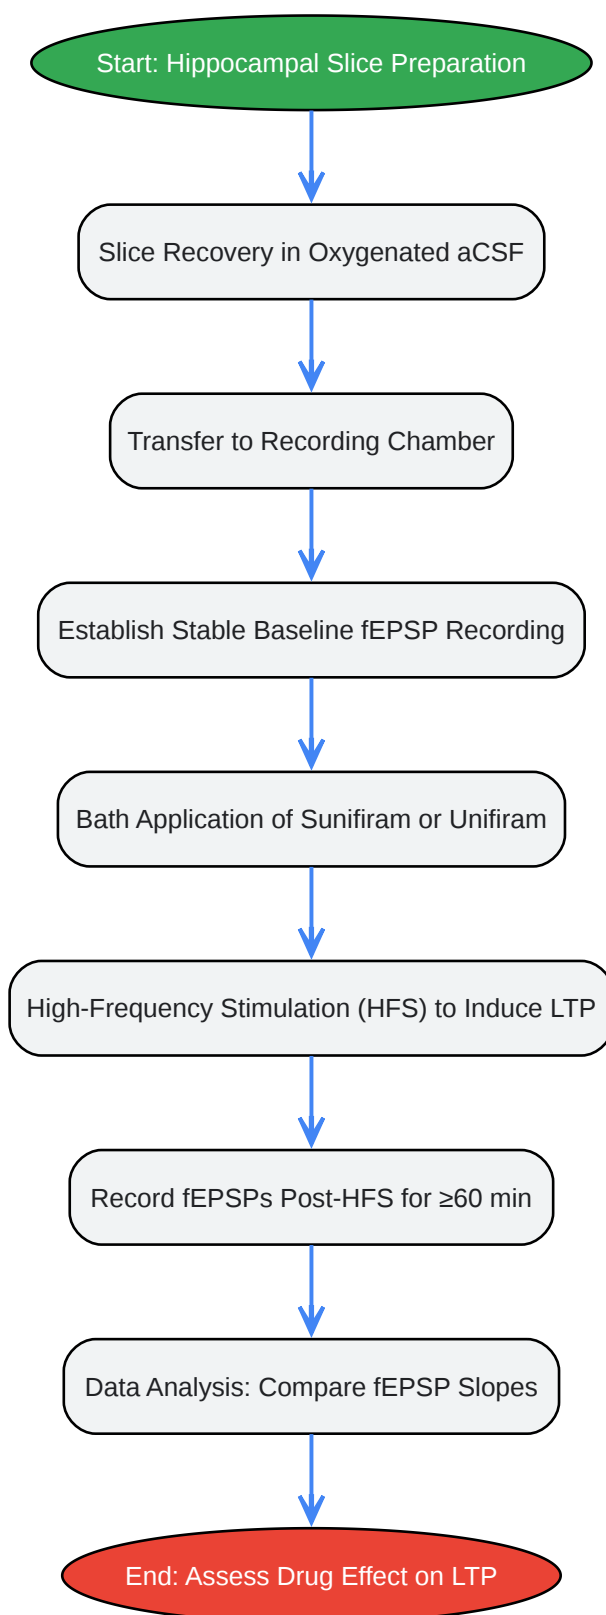 Start: Hippocampal Slice Preparation
Slice Recovery in Oxygenated aCSF
Transfer to Recording Chamber
Establish Stable Baseline fEPSP Recording
Bath Application of Sunifiram or Unifiram
High-Frequency Stimulation (HFS) to Induce LTP
Record fEPSPs Post-HFS for ≥60 min
Data Analysis: Compare fEPSP Slopes
End: Assess Drug Effect on LTP